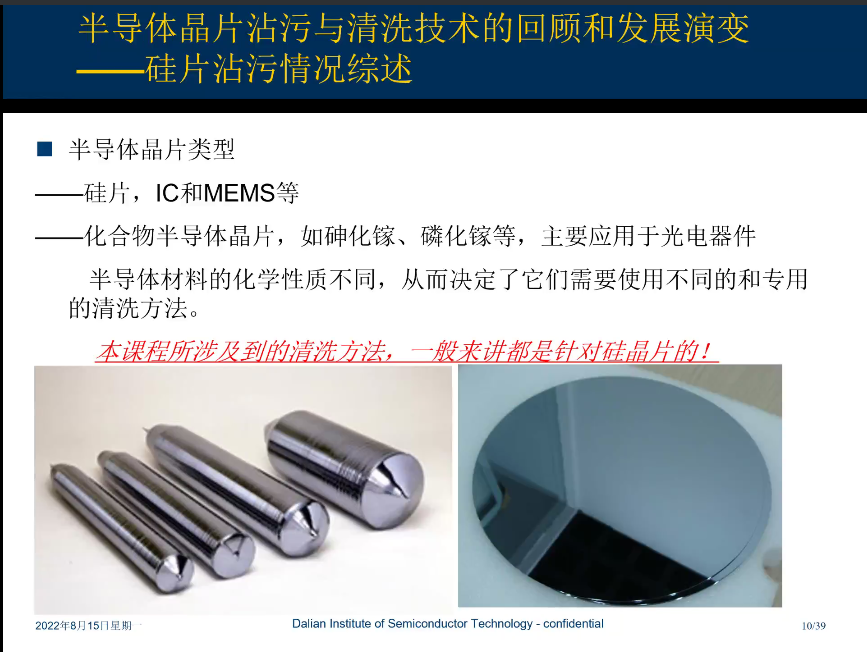 半导体晶片沾污与清洗技术的回顾和发展演变
——硅片沾污情况综述
半导体晶片类型
——硅片，IC和MEMS等
——化合物半导体晶片，如砷化镓、磷化镓等，主要应用于光电器件
半导体材料的化学性质不同，从而决定了它们需要使用不同的和专用
的清洗方法。
本课程所涉及到的清洗方法，一般来讲都是针对硅晶片的！
2022年8月15日星期一
Dalian Institute of Semiconductor Technology - confidential
10/39